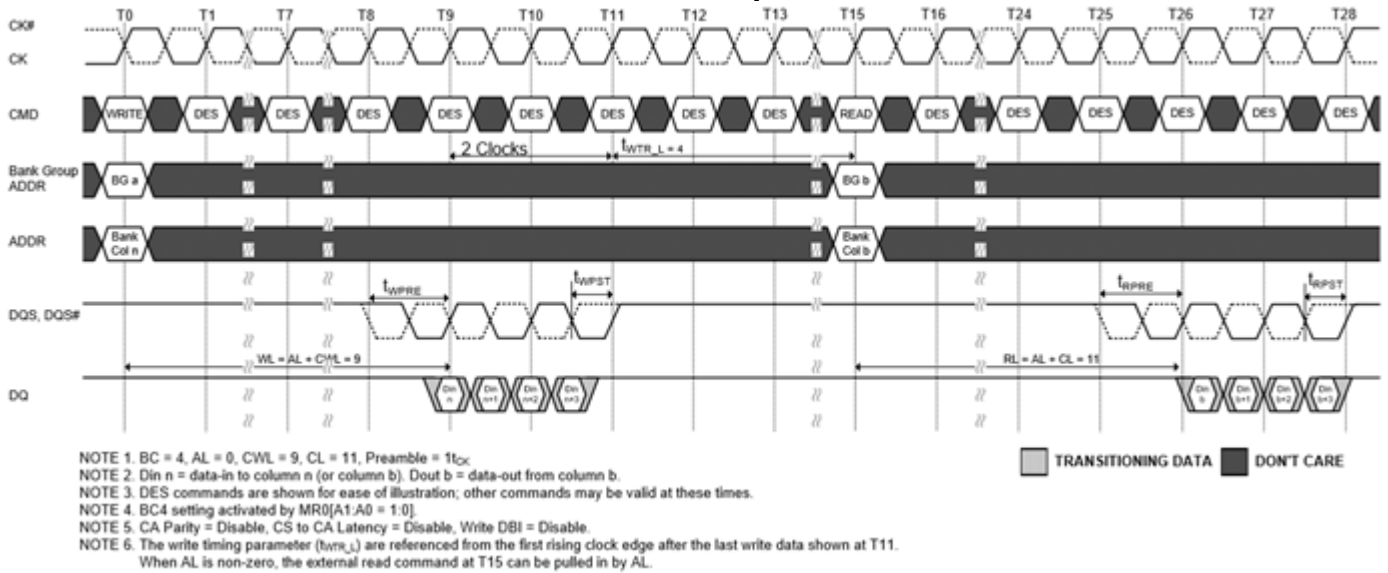 T0 T1 T7 T8 T9 T10 T11 T12 T13 T15 T16 T24 T25 T26 T27 T28
CK#
CK
CMD WRITE DES DES DES DES DES DES DES DES READ DES DES DES DES DES DES
2 Clocks tWTR_L = 4
Bank Group
ADDR
BG a BG b
ADDR
Bank
Col n
Bank
Col b
tWPRE tWPST tRPRE tRPST
DQS, DQS#
WL = AL + CWL = 9 RL = AL + CL = 11
DQ
Din
n
Din
n+1
Din
n+2
Din
n+3
Din
b
Din
b+1
Din
b+2
Din
b+3
NOTE 1. BC = 4, AL = 0, CWL = 9, CL = 11, Preamble = 1tCK
NOTE 2. Din n = data-in to column n (or column b). Dout b = data-out from column b.
NOTE 3. DES commands are shown for ease of illustration; other commands may be valid at these times.
NOTE 4. BC4 setting activated by MR0[A1:A0 = 1:0].
NOTE 5. CA Parity = Disable, CS to CA Latency = Disable, Write DBI = Disable.
NOTE 6. The write timing parameter (tWTR_L) are referenced from the first rising clock edge after the last write data shown at T11.
When AL is non-zero, the external read command at T15 can be pulled in by AL.
TRANSITIONING DATA DON'T CARE